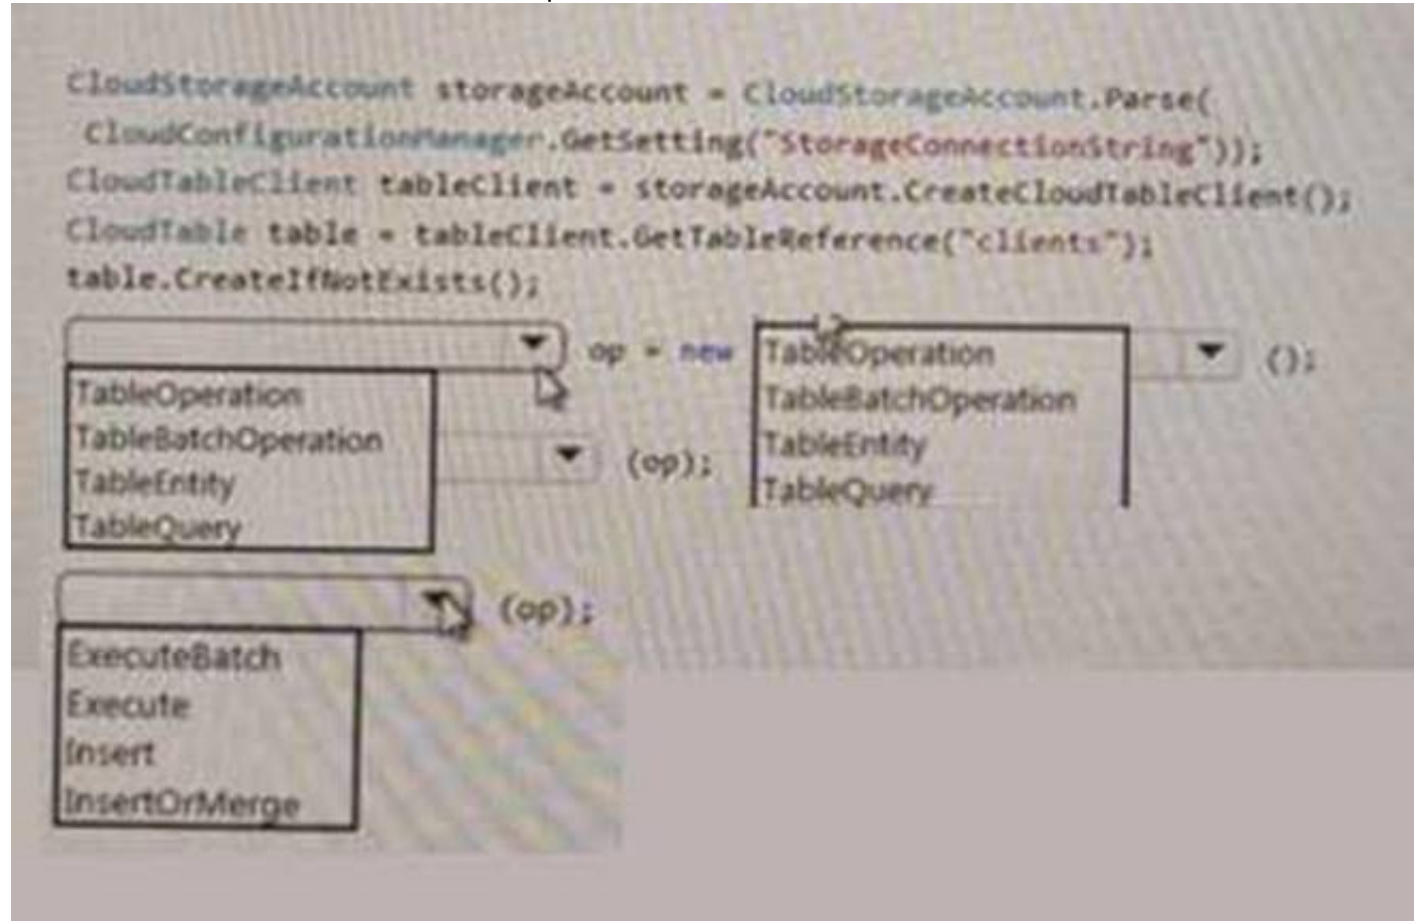 CloudStorageAccount storageAccount = CloudStorageAccount.Parse(
CloudConfigurationManager.GetSetting("StorageConnectionString"));
CloudTableClient tableClient = storageAccount.CreateCloudTableClient();
CloudTable table = tableClient.GetTableReference("clients");
table.CreateIfNotExists();
op = new
TableOperation
TableBatchOperation
TableEntity
TableQuery
();
TableOperation
TableBatchOperation
TableEntity
TableQuery
(op);
(op);
ExecuteBatch
Execute
Insert
InsertOrMerge